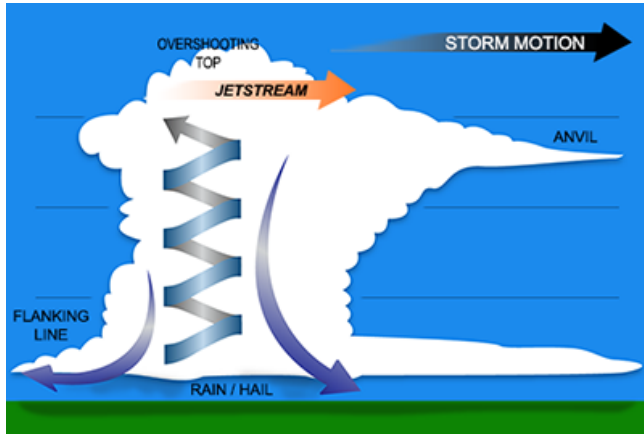 OVERSHOOTING
TOP
STORM MOTION
JETSTREAM
ANVIL
FLANKING
LINE
RAIN / HAIL